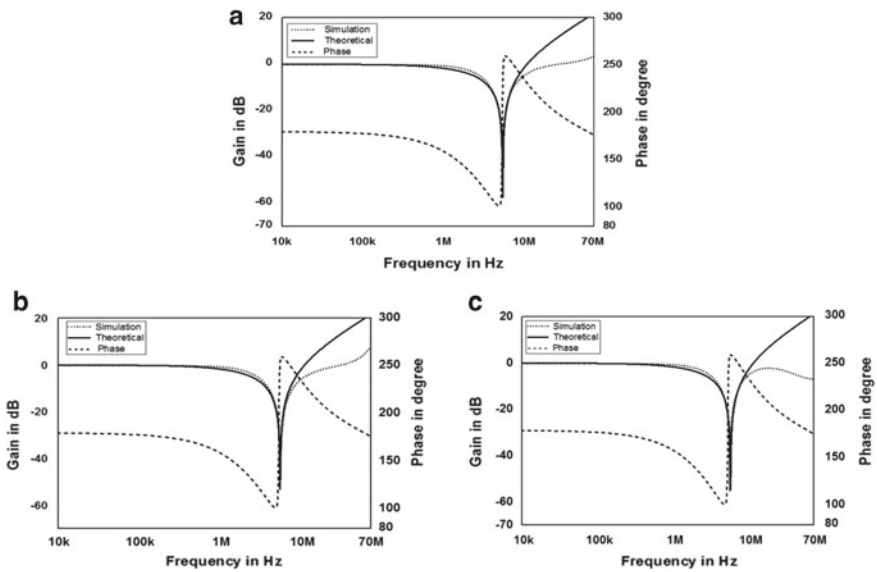 a
Simulation
Theoretical
Phase
20
0
-20
-40
-60
-70
Gain in dB
300
250
200
150
100
80
Phase in degree
10k 100k 1M 10M 70M
Frequency in Hz
b
Simulation
Theoretical
Phase
20
0
-20
-40
-60
Gain in dB
300
250
200
150
100
80
Phase in degree
10k 100k 1M 10M 70M
Frequency in Hz
c
Simulation
Theoretical
Phase
20
0
-20
-40
-60
-70
Gain in dB
300
250
200
150
100
80
Phase in degree
10k 100k 1M 10M 70M
Frequency in Hz